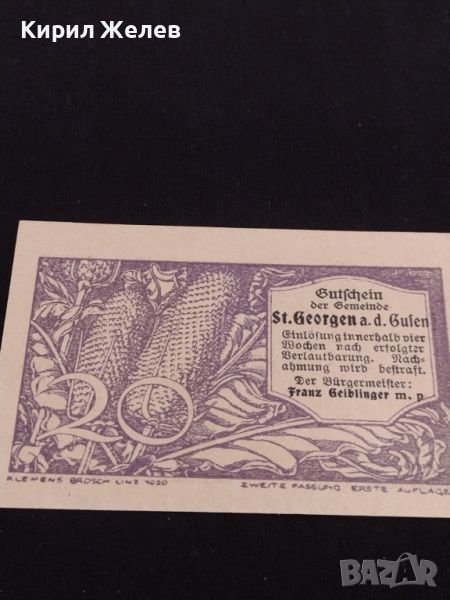 Кирил Желев
Gutschein
der Gemeinde
St. Georgen a. d. Gusen
Einlösung innerhalb vier
Wochen nach erfolgter
Verlautbarung. Nach-
ahmung wird bestraft.
Der Bürgermeister:
Franz Geiblinger m. p
20
KLEMENS BROSCH LINZ 1920
ZWEITE FASSUNG. ERSTE AUFLAGE
BAZAR